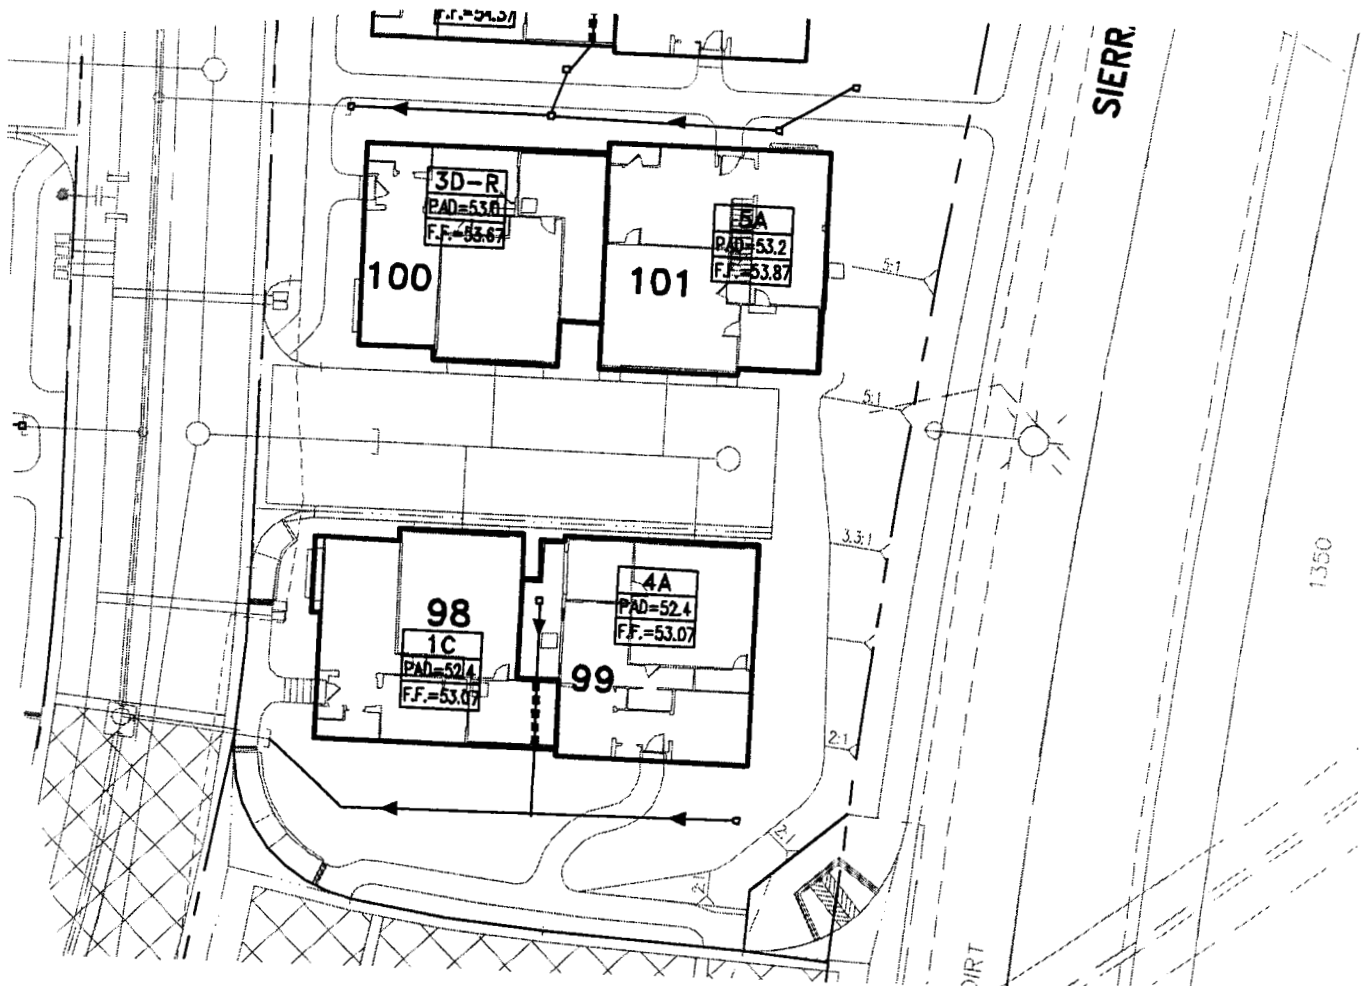 F.F.=54.37
SIERR
3D-R
PAD=53.0
F.F.=53.67
100
5A
PAD=53.2
F.F.=53.87
101
5:1
5:1
3.3:1
98
1C
PAD=52.4
F.F.=53.07
4A
PAD=52.4
F.F.=53.07
99
2:1
2:1
2:1
1350
DIRT